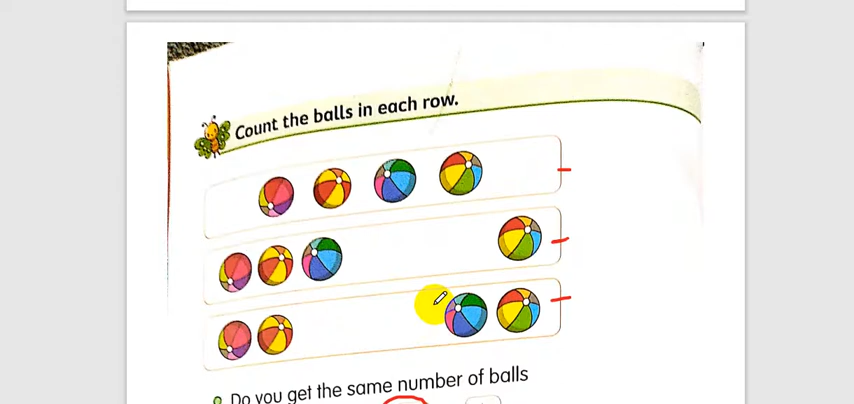 Count the balls in each row.
Do you get the same number of balls